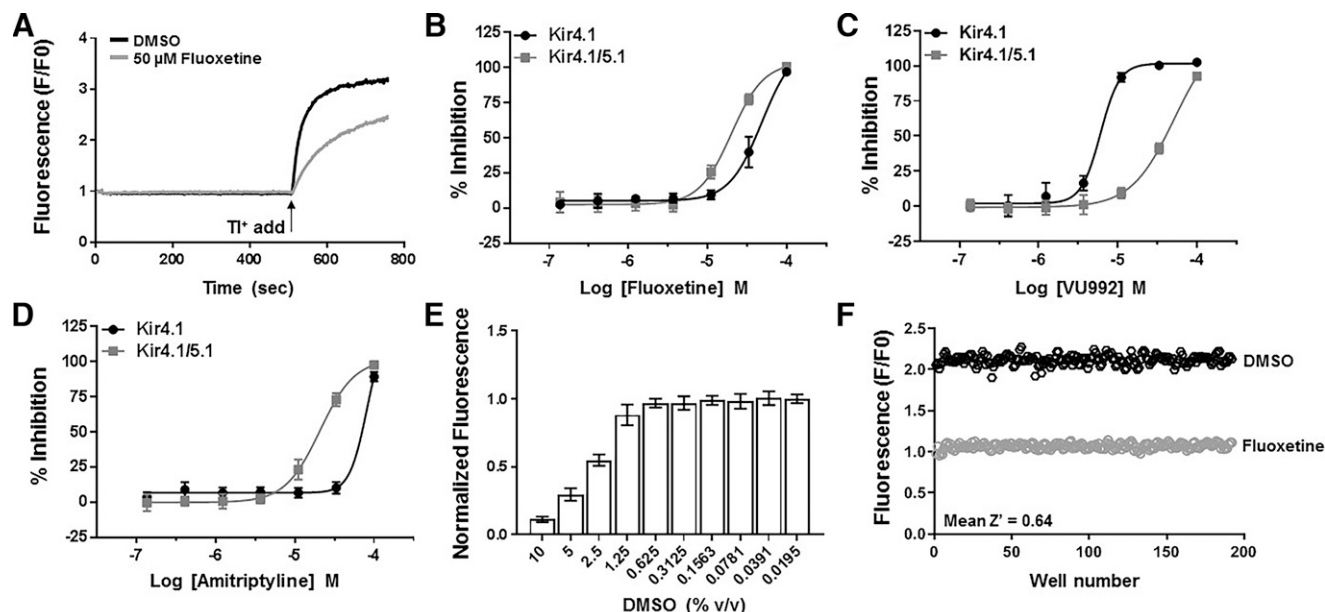 A
DMSO
50 µM Fluoxetine
Fluorescence (F/F0)
4
3
2
1
0
Tl⁺ add
0 200 400 600 800
Time (sec)
B
Kir4.1
Kir4.1/5.1
% Inhibition
125
100
75
50
25
0
-25
-7 -6 -5 -4
Log [Fluoxetine] M
C
Kir4.1
Kir4.1/5.1
% Inhibition
125
100
75
50
25
0
-25
-7 -6 -5 -4
Log [VU992] M
D
Kir4.1
Kir4.1/5.1
% Inhibition
125
100
75
50
25
0
-25
-7 -6 -5 -4
Log [Amitriptyline] M
E
Normalized Fluorescence
1.5
1.0
0.5
0.0
10 5 2.5 1.25 0.625 0.3125 0.1563 0.0781 0.0391 0.0195
DMSO (% v/v)
F
Fluorescence (F/F0)
2.5
2.0
1.5
1.0
0.5
0.0
DMSO
Fluoxetine
Mean Z' = 0.64
0 50 100 150 200
Well number